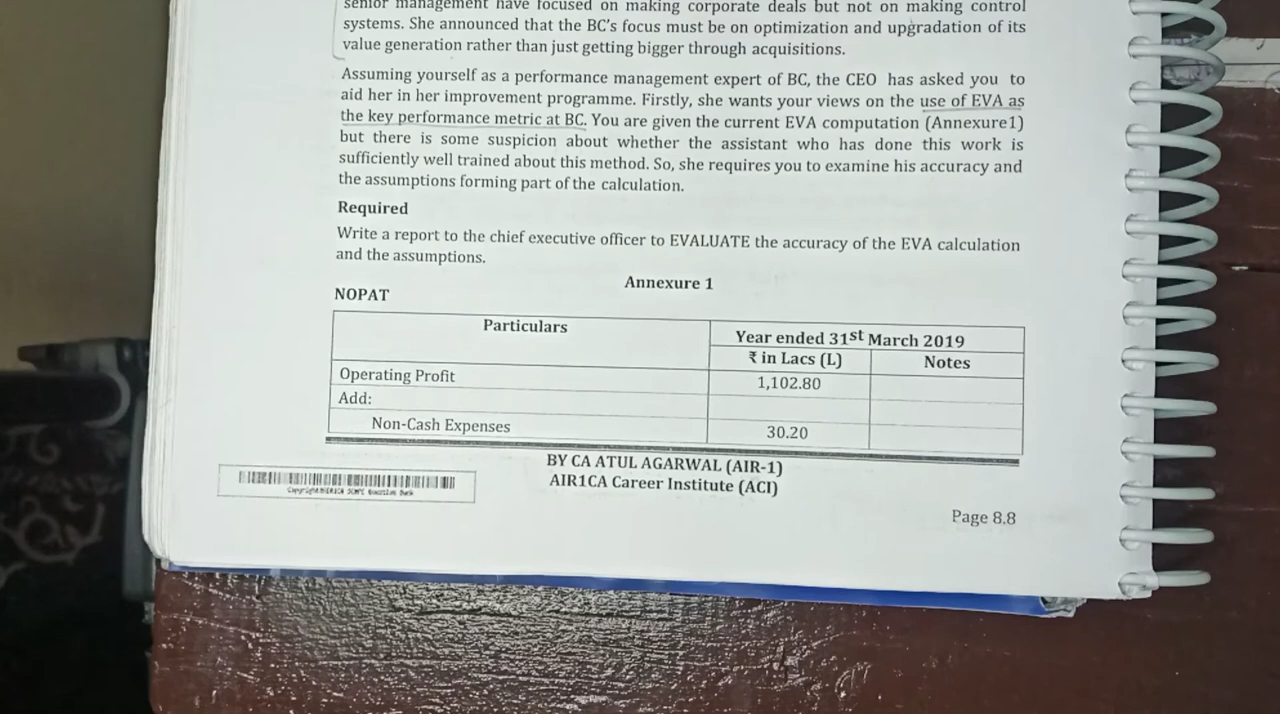 senior management have focused on making corporate deals but not on making control
systems. She announced that the BC's focus must be on optimization and upgradation of its
value generation rather than just getting bigger through acquisitions.
Assuming yourself as a performance management expert of BC, the CEO has asked you to
aid her in her improvement programme. Firstly, she wants your views on the use of EVA as
the key performance metric at BC. You are given the current EVA computation (Annexure1)
but there is some suspicion about whether the assistant who has done this work is
sufficiently well trained about this method. So, she requires you to examine his accuracy and
the assumptions forming part of the calculation.
Required
Write a report to the chief executive officer to EVALUATE the accuracy of the EVA calculation
and the assumptions.
Annexure 1
NOPAT
Particulars
Year ended 31st March 2019
₹ in Lacs (L)
Notes
Operating Profit
1,102.80
Add:
Non-Cash Expenses
30.20
BY CA ATUL AGARWAL (AIR-1)
AIR1CA Career Institute (ACI)
Page 8.8